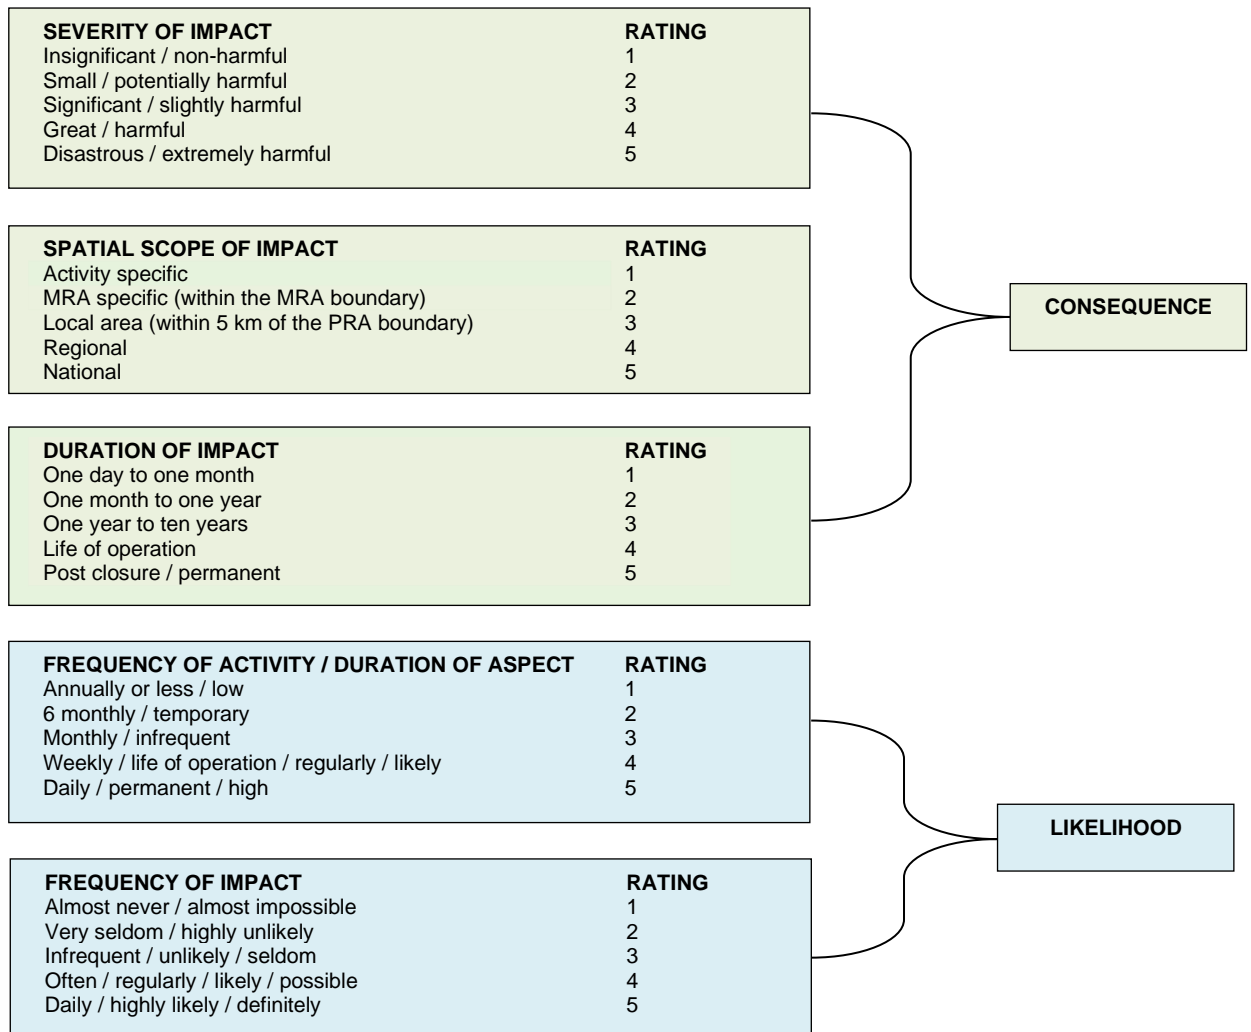 SEVERITY OF IMPACT RATING
Insignificant / non-harmful 1
Small / potentially harmful 2
Significant / slightly harmful 3
Great / harmful 4
Disastrous / extremely harmful 5
SPATIAL SCOPE OF IMPACT RATING
Activity specific 1
MRA specific (within the MRA boundary) 2
Local area (within 5 km of the PRA boundary) 3
Regional 4
National 5
CONSEQUENCE
DURATION OF IMPACT RATING
One day to one month 1
One month to one year 2
One year to ten years 3
Life of operation 4
Post closure / permanent 5
FREQUENCY OF ACTIVITY / DURATION OF ASPECT RATING
Annually or less / low 1
6 monthly / temporary 2
Monthly / infrequent 3
Weekly / life of operation / regularly / likely 4
Daily / permanent / high 5
LIKELIHOOD
FREQUENCY OF IMPACT RATING
Almost never / almost impossible 1
Very seldom / highly unlikely 2
Infrequent / unlikely / seldom 3
Often / regularly / likely / possible 4
Daily / highly likely / definitely 5